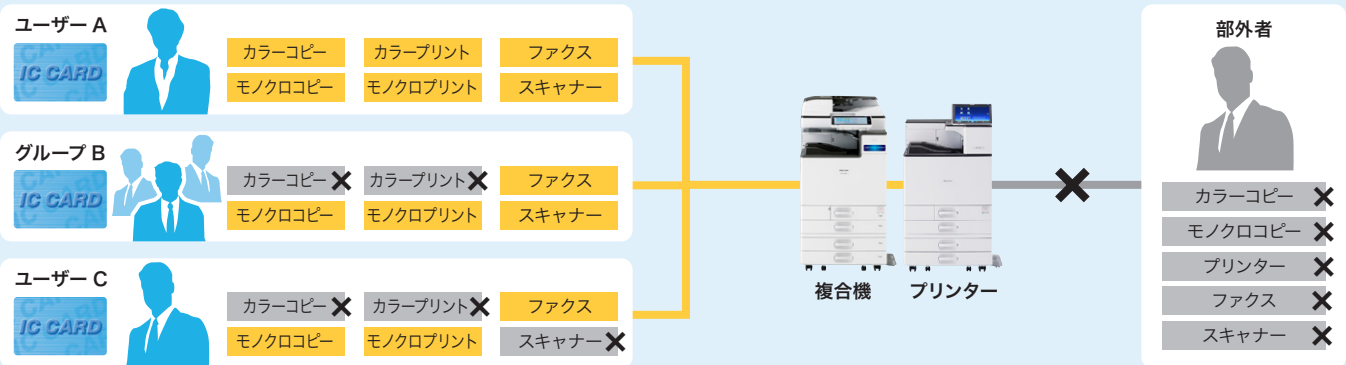 ユーザー A
IC CARD
カラーコピー
カラープリント
ファクス
モノクロコピー
モノクロプリント
スキャナー
グループ B
IC CARD
カラーコピー
カラープリント
ファクス
モノクロコピー
モノクロプリント
スキャナー
ユーザー C
IC CARD
カラーコピー
カラープリント
ファクス
モノクロコピー
モノクロプリント
スキャナー
複合機
プリンター
部外者
カラーコピー
モノクロコピー
プリンター
ファクス
スキャナー